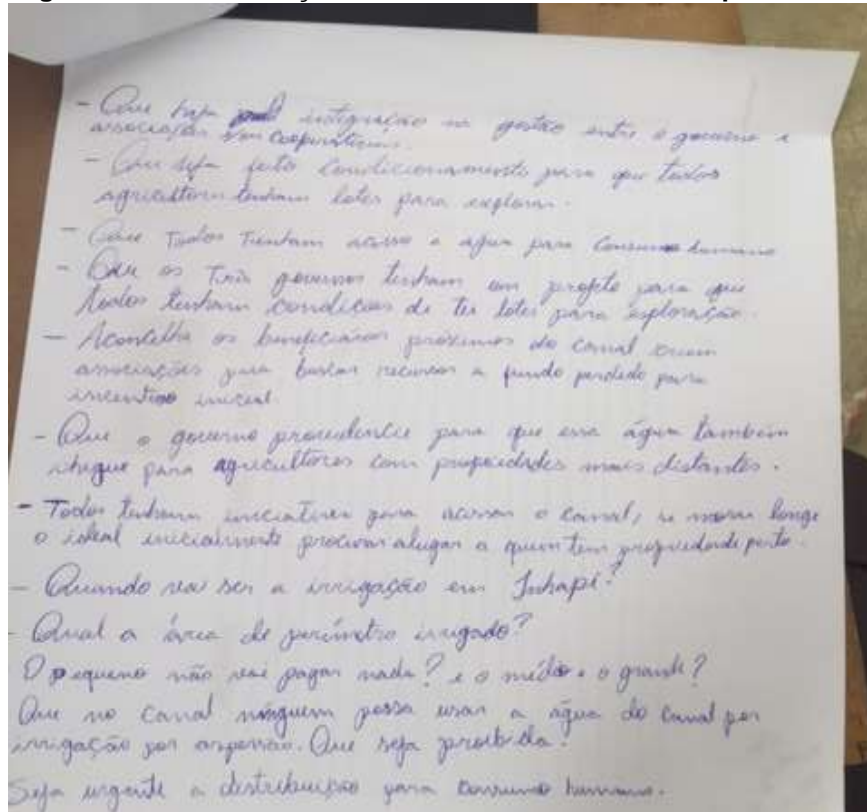 - Que haja integração na gestão entre o governo e
associações e/ou cooperativas.
- Que seja feito condicionamento para que todos
agricultores tenham lotes para explorar.
- Que todos tenham acesso a água para consumo humano
- Que os três governos tenham um projeto para que
todos tenham condições de ter lotes para exploração.
- Aconcelha os beneficiários próximos do canal criem
associações para buscar recursos a fundo perdido para
incentivo inicial.
- Que o governo providencie para que essa água também
chegue para agricultores com propriedades mais distantes.
- Todos tenham iniciativa para acessar o canal, se morar longe
o ideal inicialmente procurar alugar a quem tem propriedade perto.
- Quando vai ser a irrigação em Inhapi?
- Qual a área de perímetro irrigado?
O pequeno não vai pagar nada? e o médio e o grande?
Que no canal ninguém possa usar a água do canal por
irrigação por aspersão. Que seja proibida.
Seja urgente a distribuição para consumo humano.